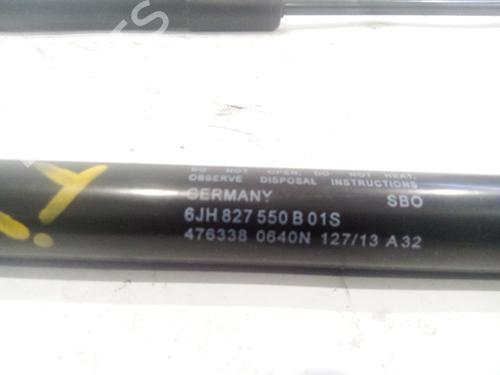 DO NOT OPEN, DO NOT HEAT,
OBSERVE DISPOSAL INSTRUCTIONS
GERMANY SBO
6JH 827 550 B 01S
476338 0640N 127/13 A 32